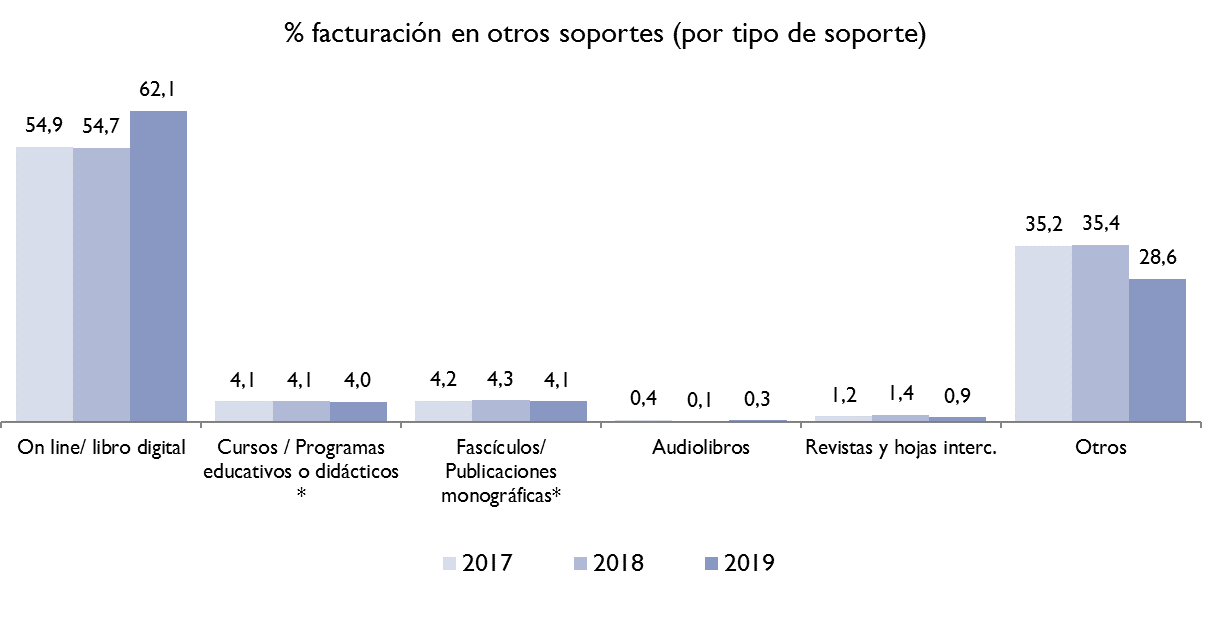 % facturación en otros soportes (por tipo de soporte)
54,9 54,7 62,1
4,1 4,1 4,0
4,2 4,3 4,1
0,4 0,1 0,3
1,2 1,4 0,9
35,2 35,4 28,6
On line/ libro digital
Cursos / Programas
educativos o didácticos
*
Fascículos/
Publicaciones
monográficas*
Audiolibros
Revistas y hojas interc.
Otros
2017 2018 2019